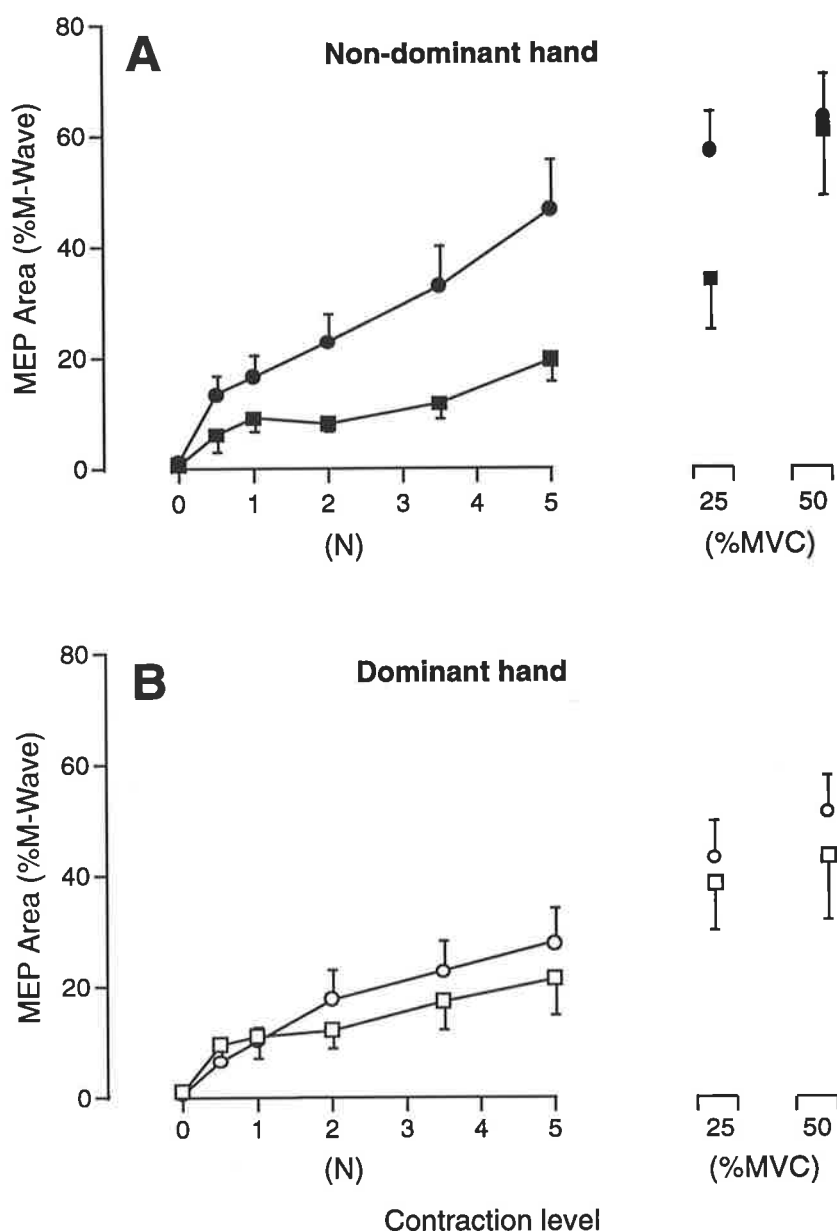 A
Non-dominant hand
MEP Area (%M-Wave)
80
60
40
20
0
0 1 2 3 4 5 25 50
(N) (%MVC)
B
Dominant hand
MEP Area (%M-Wave)
80
60
40
20
0
0 1 2 3 4 5 25 50
(N) (%MVC)
Contraction level